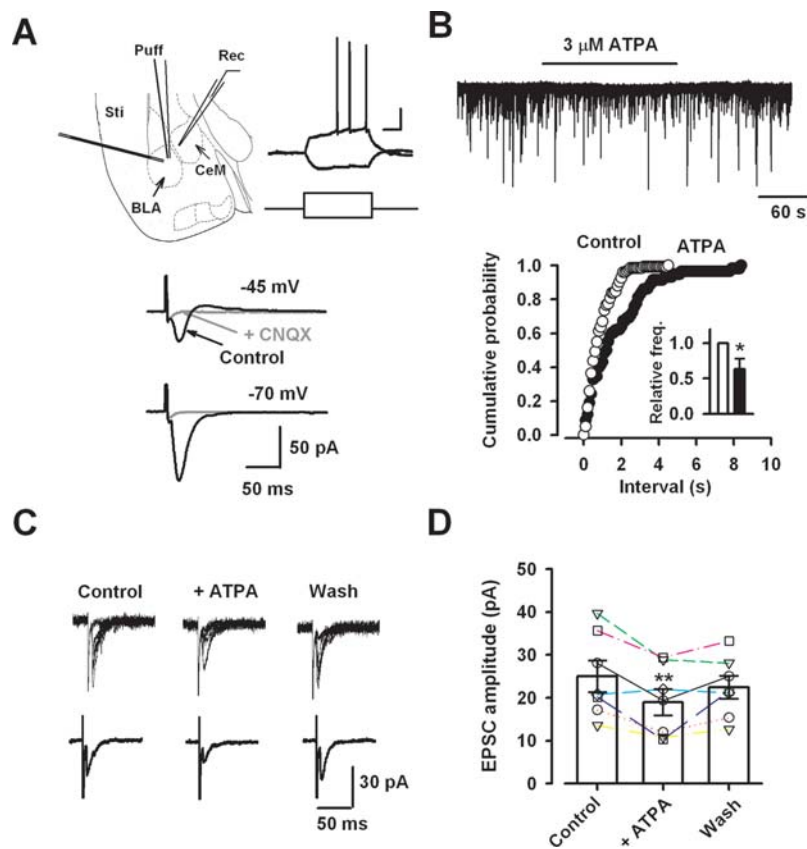 A
Puff
Rec
Sti
CeM
BLA
-45 mV
+ CNQX
Control
-70 mV
50 pA
50 ms
B
3 μM ATPA
60 s
Control ATPA
Cumulative probability
1.0
0.8
0.6
0.4
0.2
0.0
0 2 4 6 8 10
Interval (s)
Relative freq.
1.0
0.5
0.0
*
C
Control + ATPA Wash
30 pA
50 ms
D
EPSC amplitude (pA)
50
40
30
20
10
0
**
Control
+ ATPA
Wash